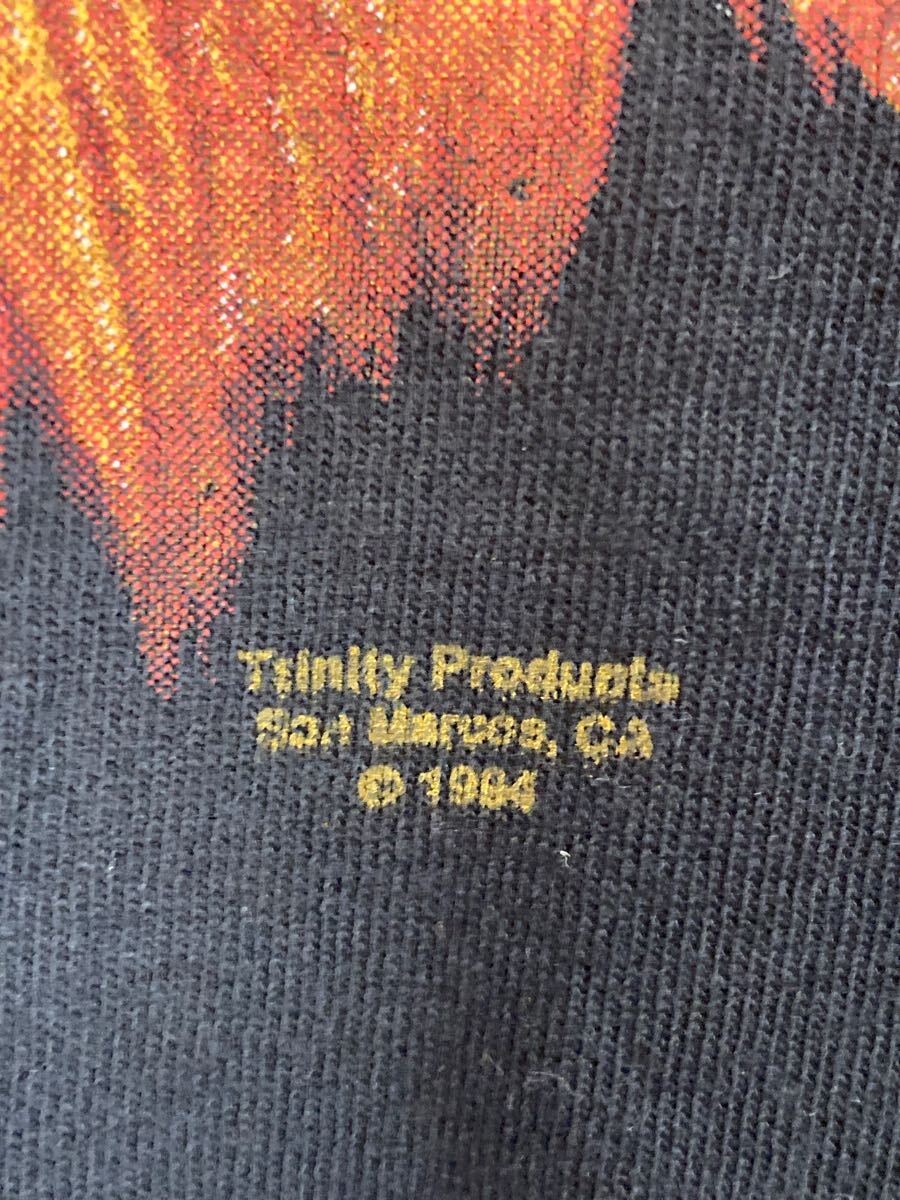 Trinity Products
San Marcos, CA
© 1994